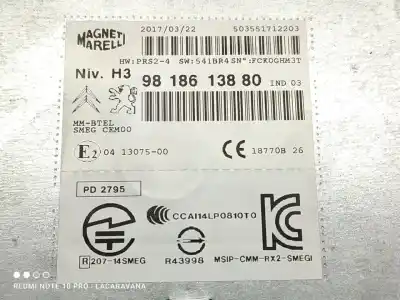 MAGNETI
MARELLI
2017/03/22
503551712203
HW:PRS2-4 SW:541BR4SN":FCK0GHM3T
Niv. H3
98 186 138 80 IND 03
MM-BTEL
SMEG CEM00
E2 04 13075-00
CE 18770B 26
PD 2795
CCAI14LP0810T0
R 207-14SMEG
R43998
MSIP-CMM-RX2-SMEGI
REDMI NOTE 10 PRO - LACARAVANA